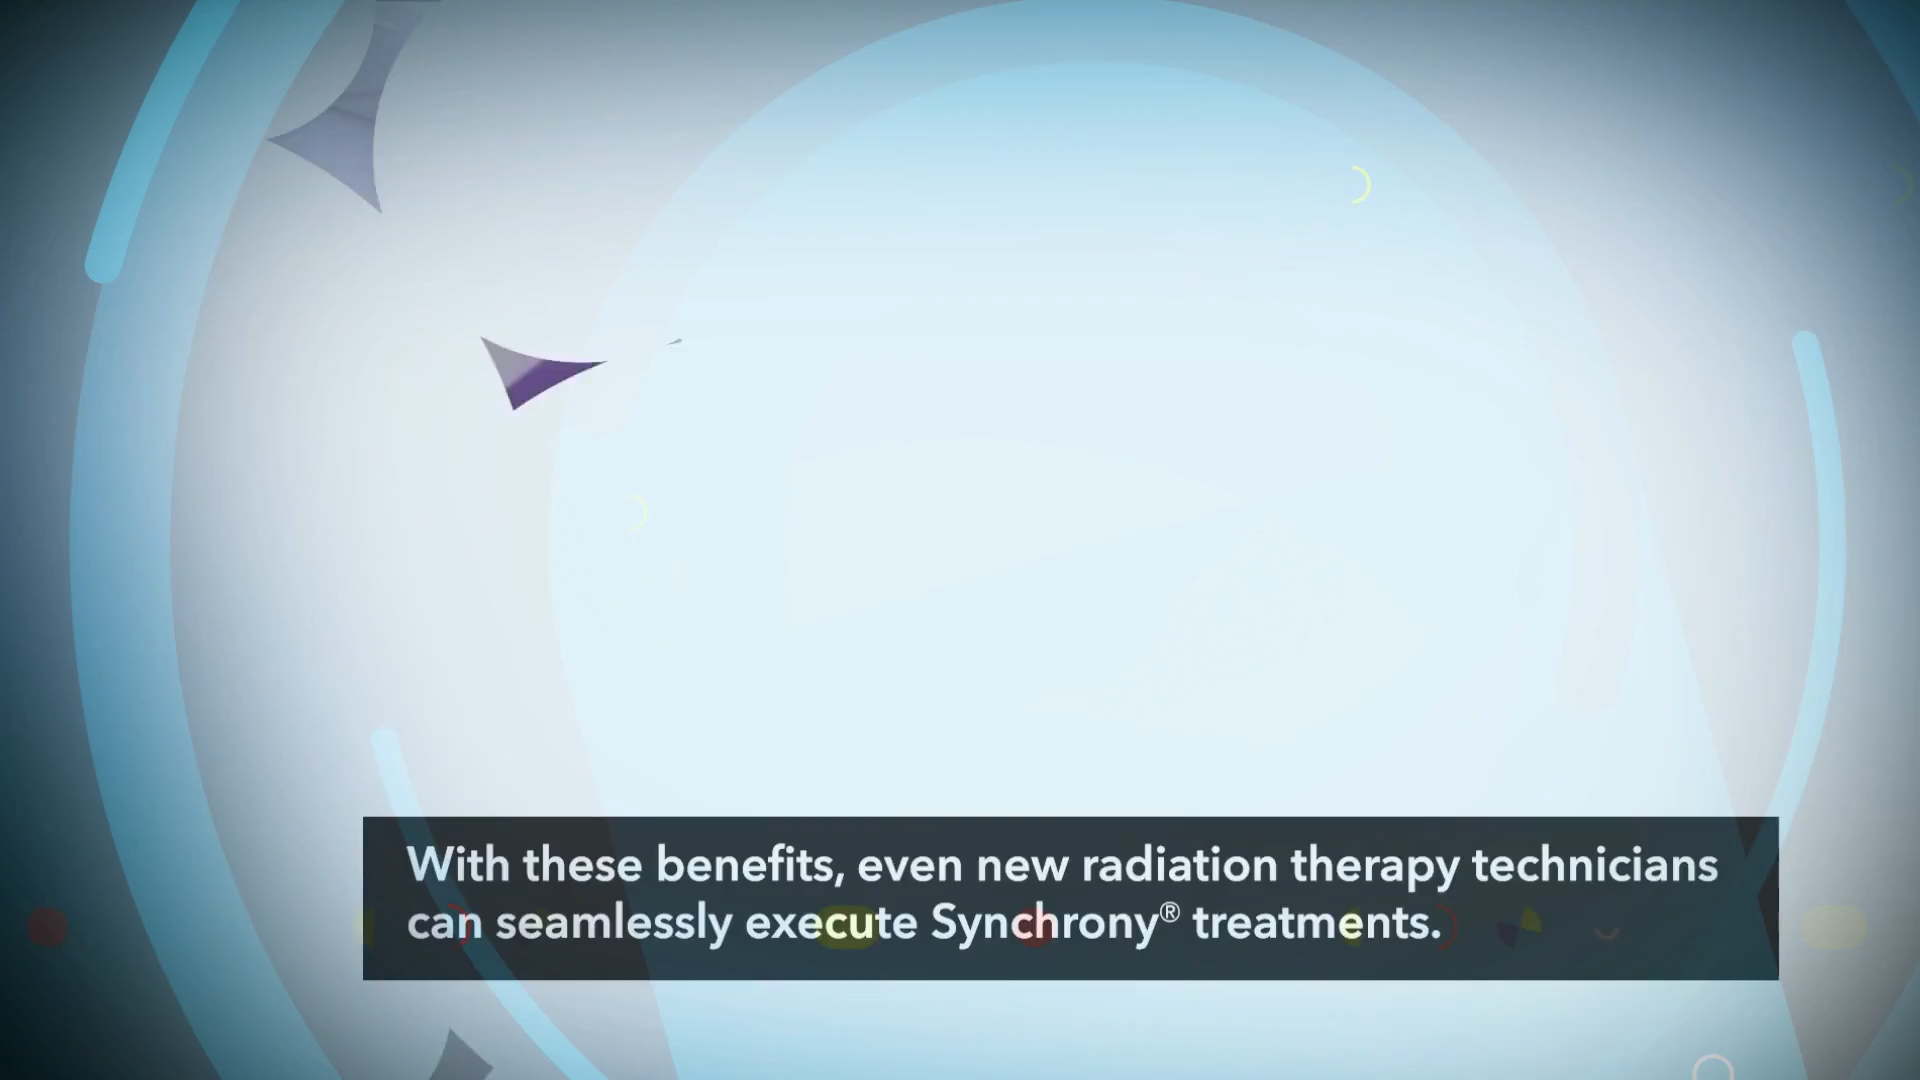 With these benefits, even new radiation therapy technicians
can seamlessly execute Synchrony® treatments.